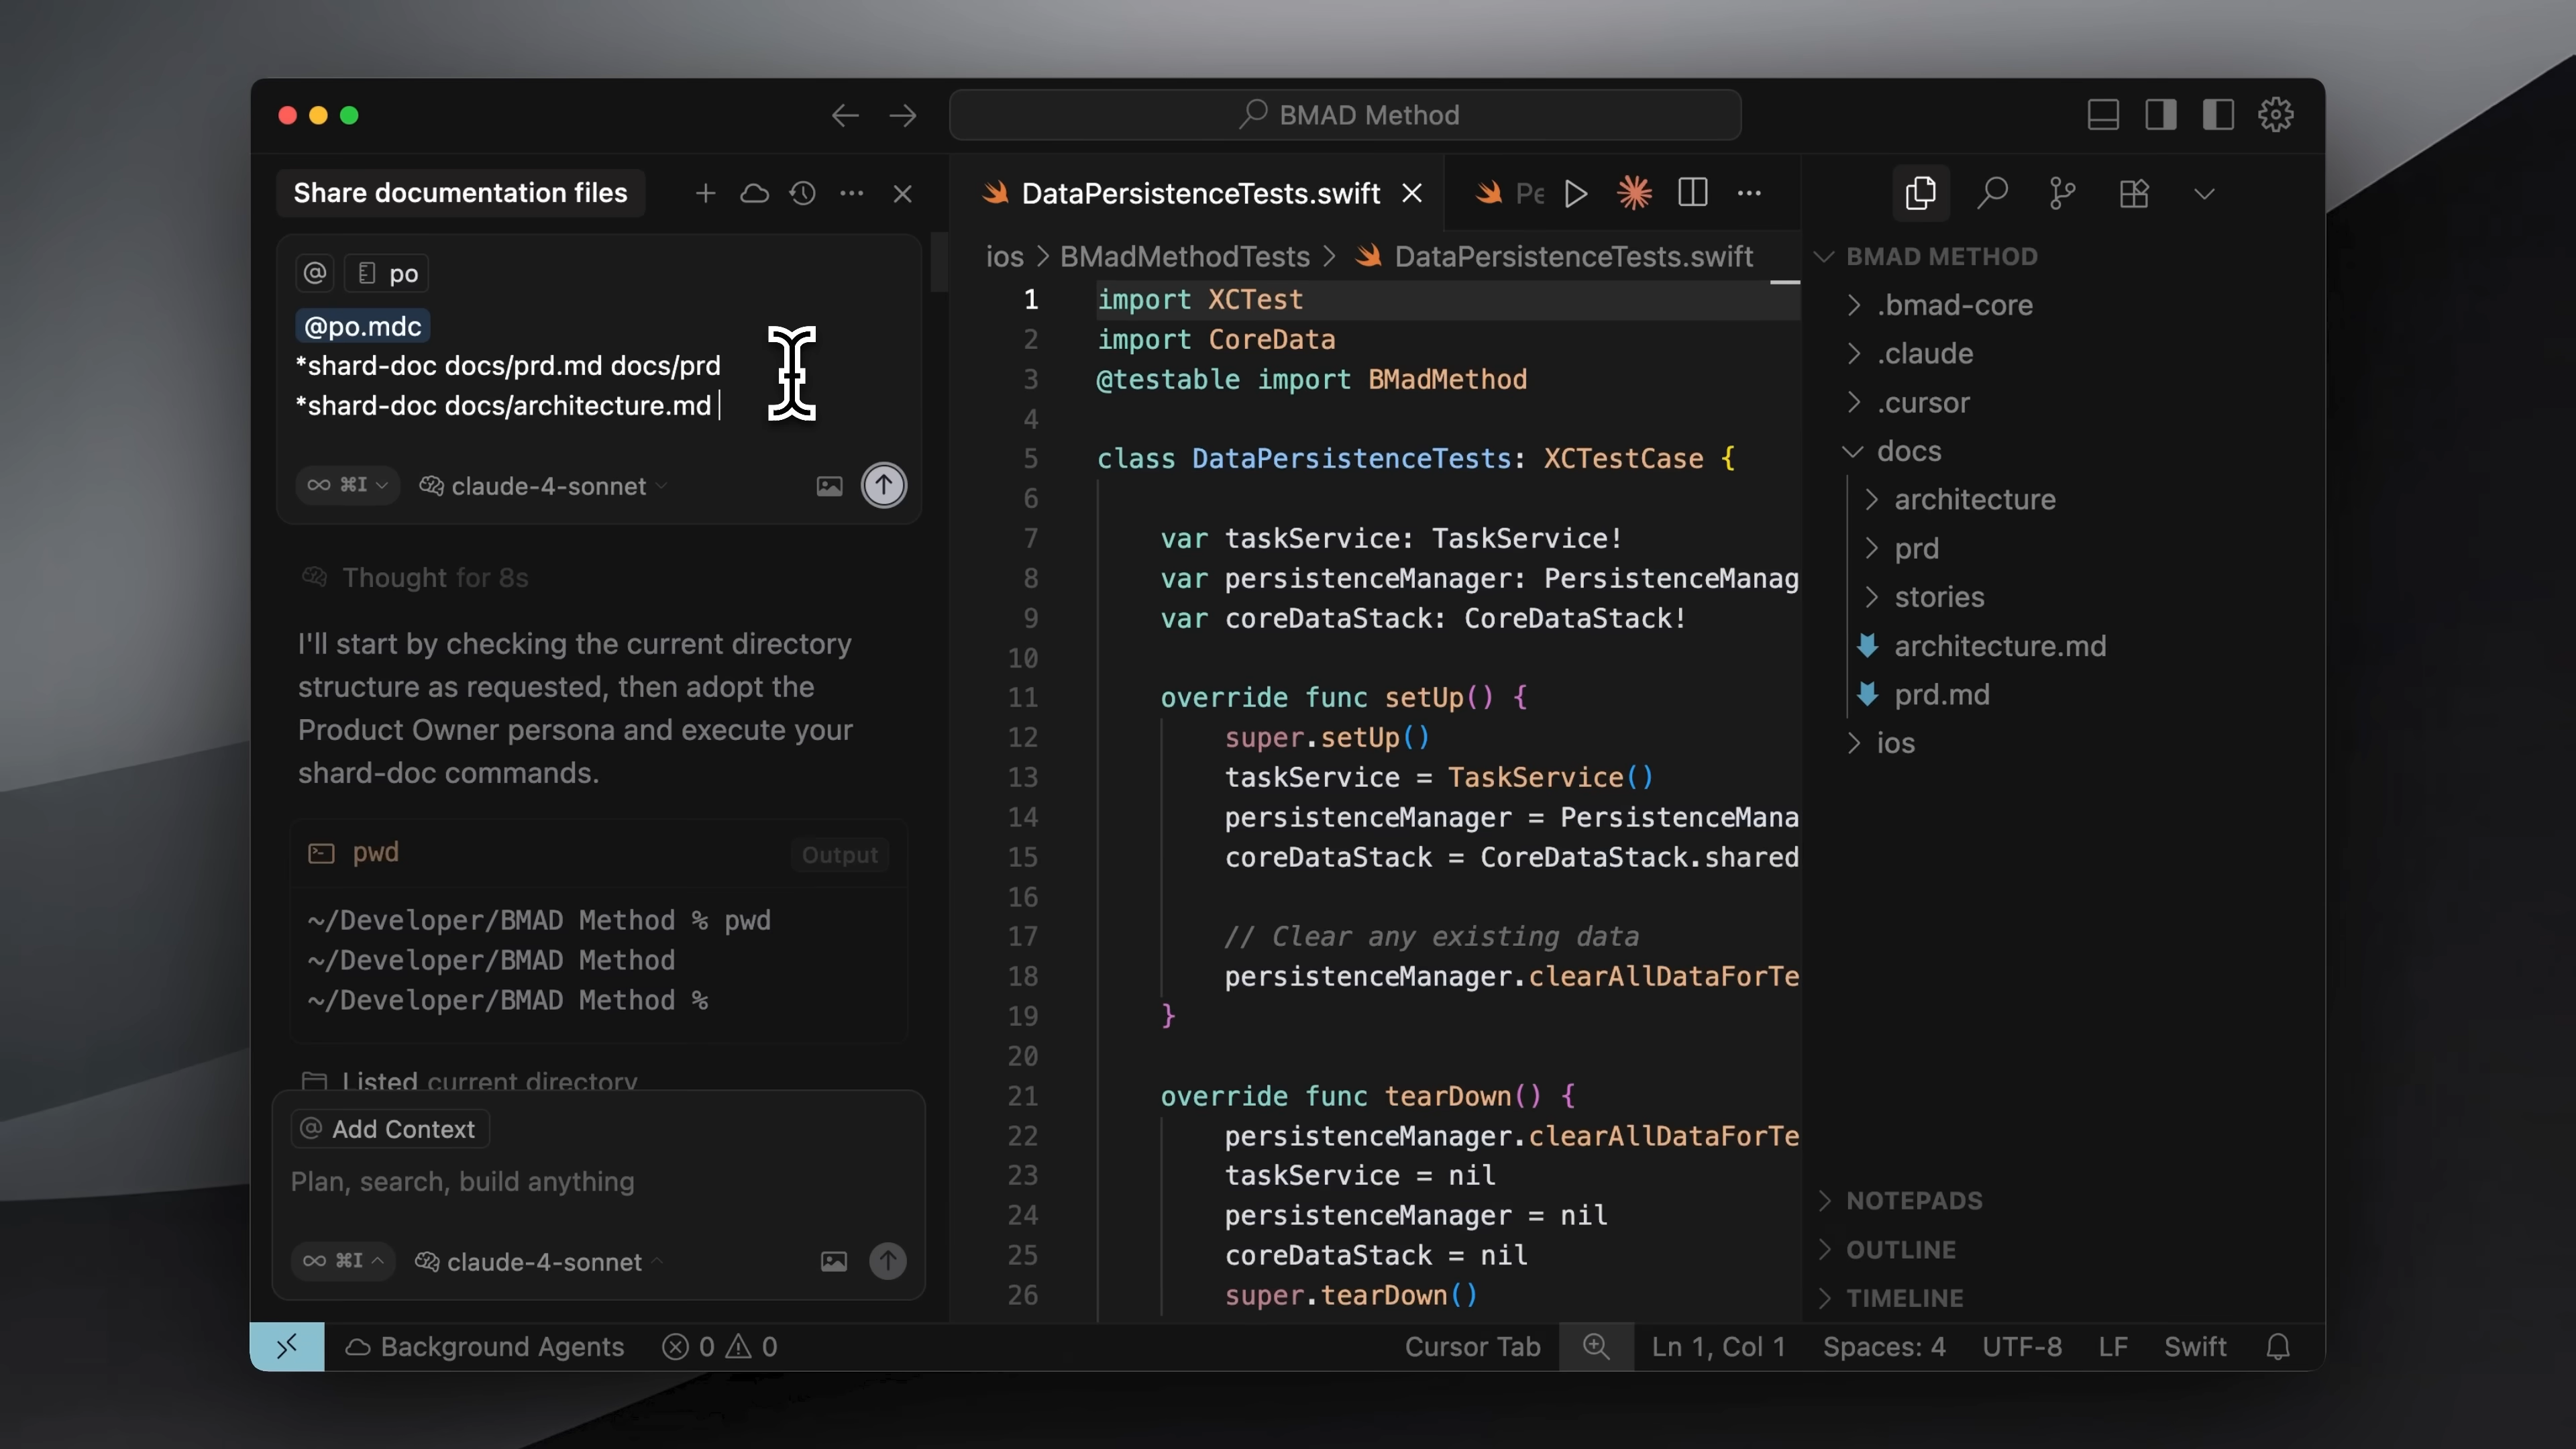 BMAD Method
Share documentation files
@ po
@po.mdc
*shard-doc docs/prd.md docs/prd
*shard-doc docs/architecture.md
∞ ⌘I claude-4-sonnet
Thought for 8s
I'll start by checking the current directory
structure as requested, then adopt the
Product Owner persona and execute your
shard-doc commands.
pwd Output
~/Developer/BMAD Method % pwd
~/Developer/BMAD Method
~/Developer/BMAD Method %
Listed current directory
@ Add Context
Plan, search, build anything
∞ ⌘I claude-4-sonnet
DataPersistenceTests.swift
Pe
ios > BMadMethodTests > DataPersistenceTests.swift
1 import XCTest
2 import CoreData
3 @testable import BMadMethod
4
5 class DataPersistenceTests: XCTestCase {
6
7 var taskService: TaskService!
8 var persistenceManager: PersistenceManag
9 var coreDataStack: CoreDataStack!
10
11 override func setUp() {
12 super.setUp()
13 taskService = TaskService()
14 persistenceManager = PersistenceMana
15 coreDataStack = CoreDataStack.shared
16
17 // Clear any existing data
18 persistenceManager.clearAllDataForTe
19 }
20
21 override func tearDown() {
22 persistenceManager.clearAllDataForTe
23 taskService = nil
24 persistenceManager = nil
25 coreDataStack = nil
26 super.tearDown()
BMAD METHOD
.bmad-core
.claude
.cursor
docs
architecture
prd
stories
architecture.md
prd.md
ios
NOTEPADS
OUTLINE
TIMELINE
Background Agents 0 0
Cursor Tab Ln 1, Col 1 Spaces: 4 UTF-8 LF Swift